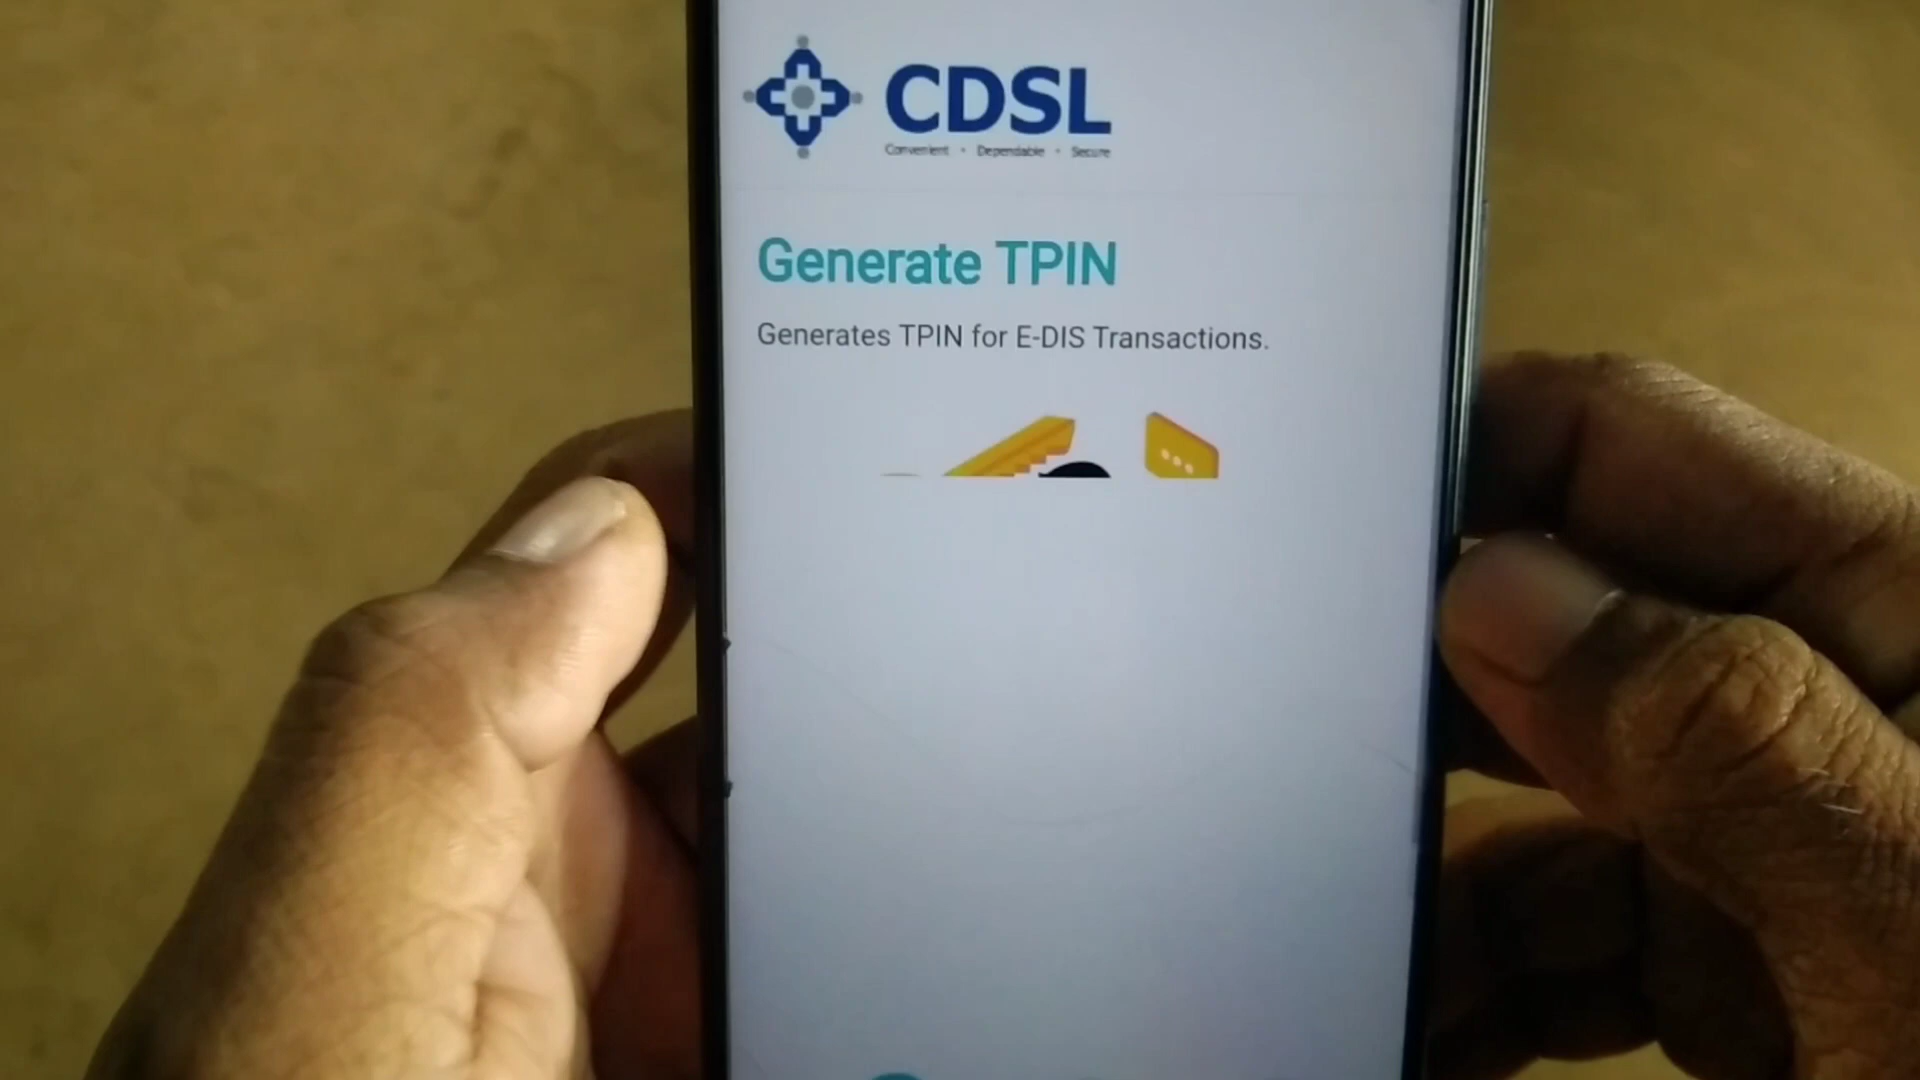 CDSL
Convenient • Dependable • Secure
Generate TPIN
Generates TPIN for E-DIS Transactions.